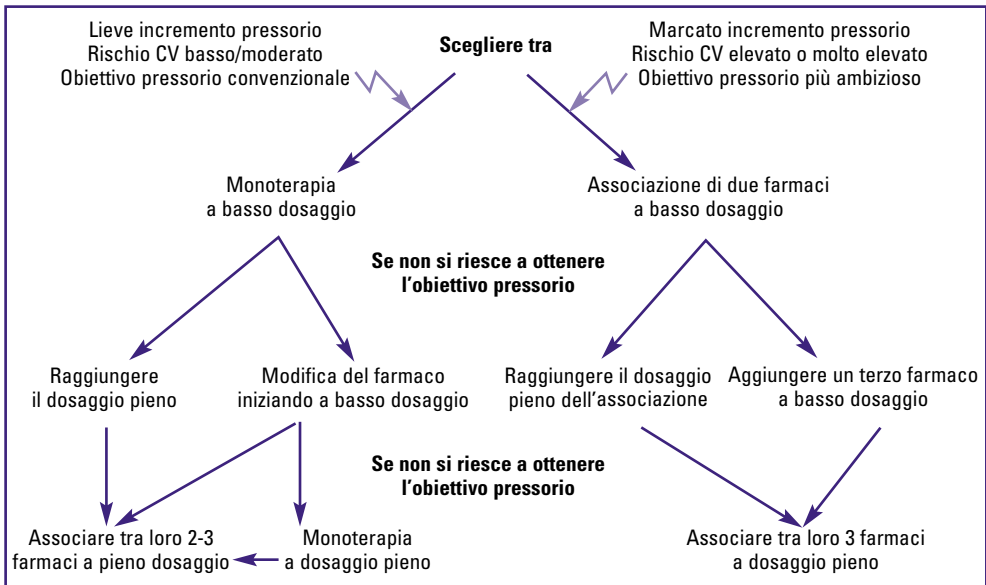 Lieve incremento pressorio
Rischio CV basso/moderato
Obiettivo pressorio convenzionale
Scegliere tra
Marcato incremento pressorio
Rischio CV elevato o molto elevato
Obiettivo pressorio più ambizioso
Monoterapia
a basso dosaggio
Associazione di due farmaci
a basso dosaggio
Se non si riesce a ottenere
l'obiettivo pressorio
Raggiungere
il dosaggio pieno
Modifica del farmaco
iniziando a basso dosaggio
Raggiungere il dosaggio
pieno dell'associazione
Aggiungere un terzo farmaco
a basso dosaggio
Se non si riesce a ottenere
l'obiettivo pressorio
Associare tra loro 2-3
farmaci a pieno dosaggio
Monoterapia
a dosaggio pieno
Associare tra loro 3 farmaci
a dosaggio pieno